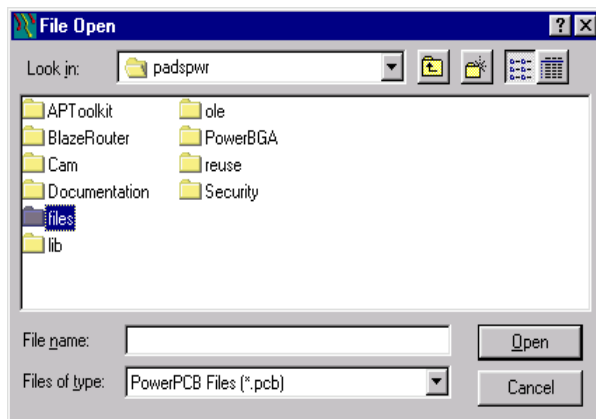 File Open
Look in: padspwr
APToolkit ole
BlazeRouter PowerBGA
Cam reuse
Documentation Security
files
lib
File name: Open
Files of type: PowerPCB Files (*.pcb) Cancel